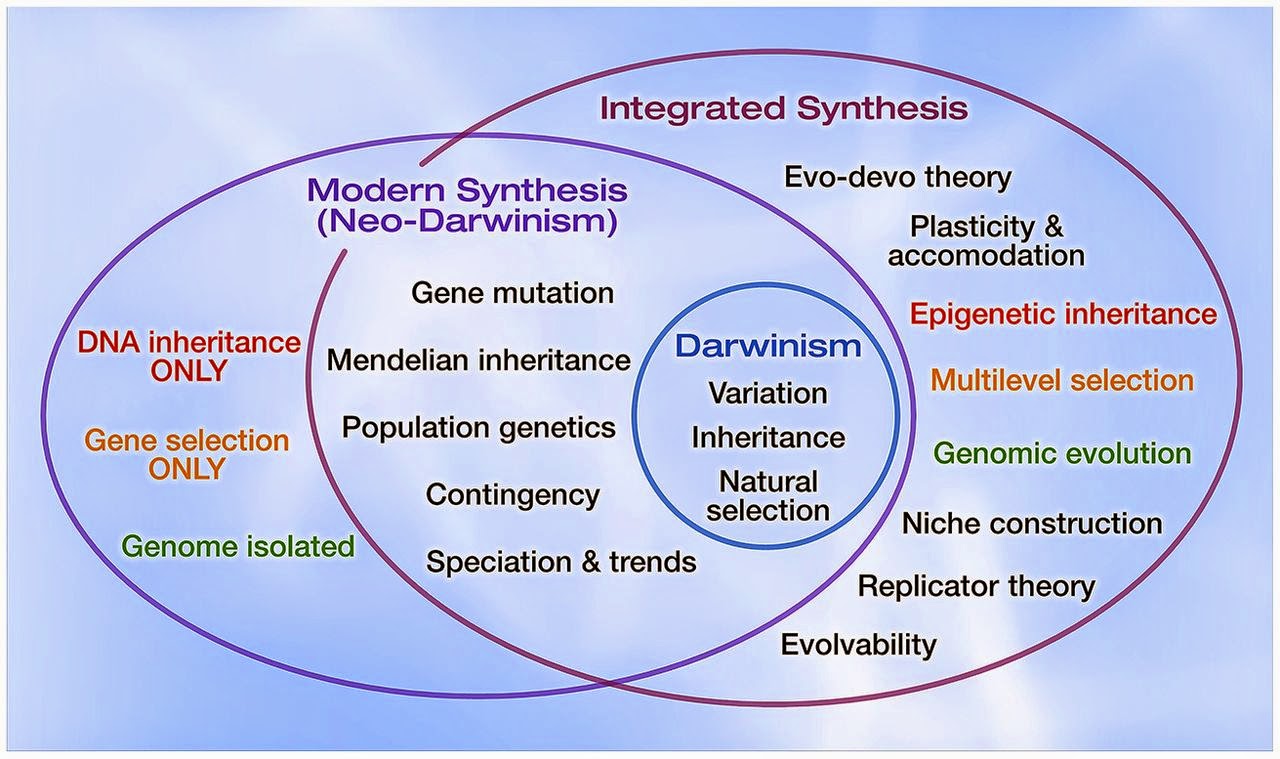 Integrated Synthesis
Modern Synthesis
(Neo-Darwinism)
DNA inheritance
ONLY
Gene selection
ONLY
Genome isolated
Gene mutation
Mendelian inheritance
Population genetics
Contingency
Speciation & trends
Darwinism
Variation
Inheritance
Natural
selection
Evo-devo theory
Plasticity &
accomodation
Epigenetic inheritance
Multilevel selection
Genomic evolution
Niche construction
Replicator theory
Evolvability